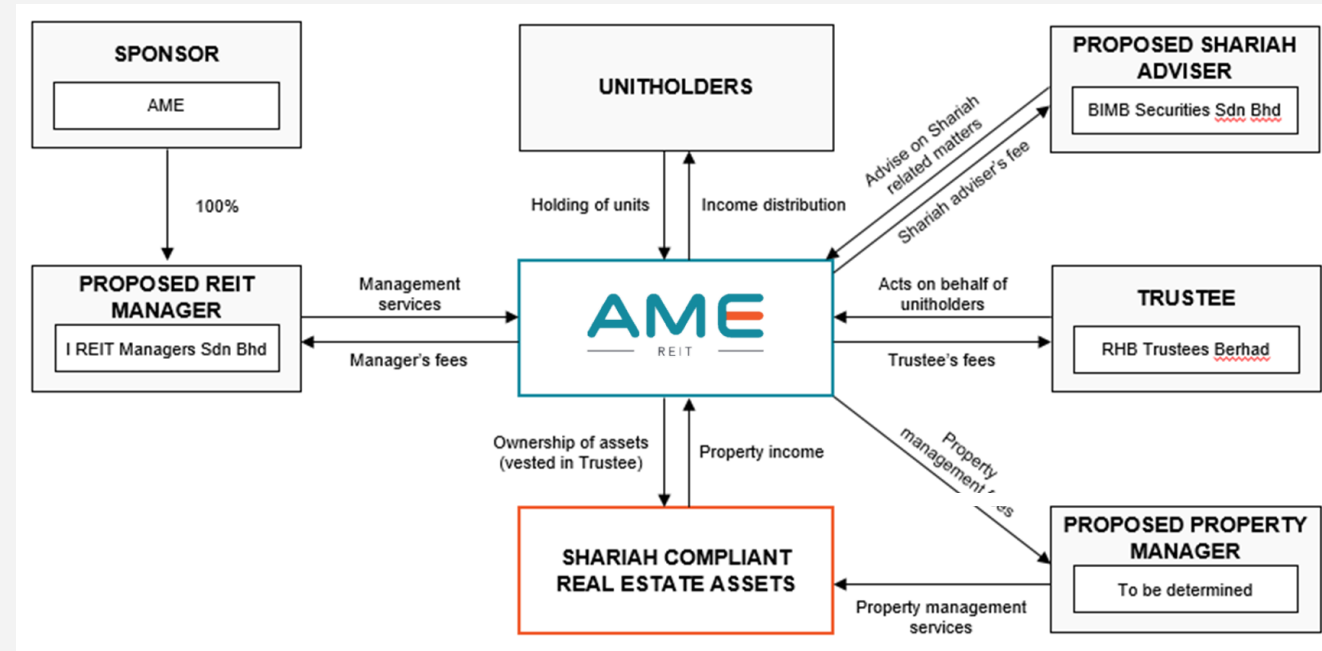 SPONSOR
AME
UNITHOLDERS
PROPOSED SHARIAH
ADVISER
BIMB Securities Sdn Bhd
100%
Holding of units
Income distribution
Advise on Shariah
related matters
Shariah adviser's fee
PROPOSED REIT
MANAGER
I REIT Managers Sdn Bhd
Management
services
Manager's fees
AME
REIT
Acts on behalf of
unitholders
Trustee's fees
TRUSTEE
RHB Trustees Berhad
Ownership of assets
(vested in Trustee)
Property income
Property
management
SHARIAH COMPLIANT
REAL ESTATE ASSETS
PROPOSED PROPERTY
MANAGER
To be determined
Property management
services